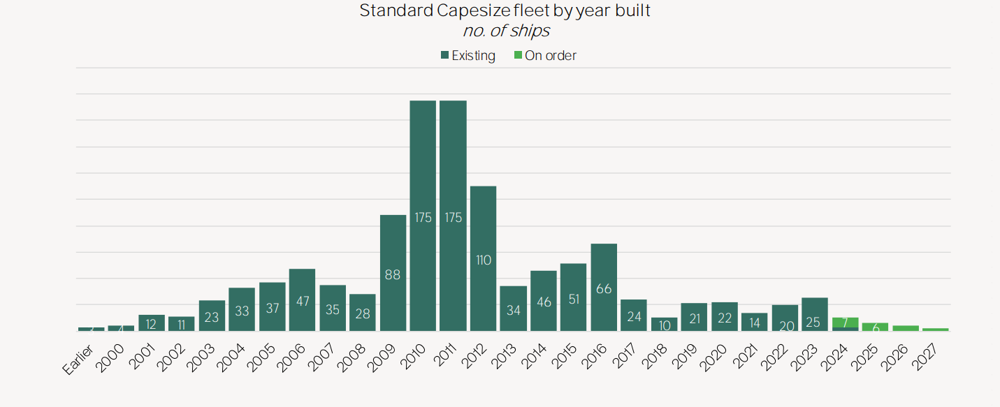 Standard Capesize fleet by year built
no. of ships
Existing On order
175 175
110
88
66
47 46 51
33 37 35 28 34
23 24
12 11 10 21 22 14 20 25 7 6
4
Earlier 2000 2001 2002 2003 2004 2005 2006 2007 2008 2009 2010 2011 2012 2013 2014 2015 2016 2017 2018 2019 2020 2021 2022 2023 2024 2025 2026 2027